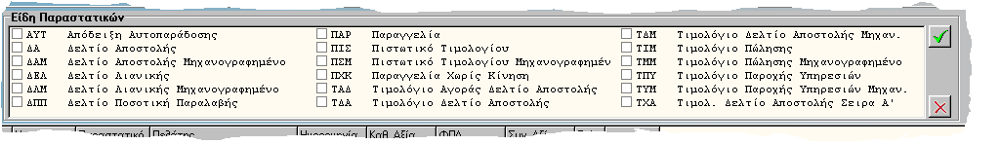 Είδη Παραστατικών
ΑΥΤ Απόδειξη Αυτοπαράδοσης
ΔΑ Δελτίο Αποστολής
ΔΑΜ Δελτίο Αποστολής Μηχανογραφημένο
ΔΕΛ Δελτίο Λιανικής
ΔΛΜ Δελτίο Λιανικής Μηχανογραφημένο
ΔΠΠ Δελτίο Ποσοτική Παραλαβής
ΠΑΡ Παραγγελία
ΠΙΣ Πιστωτικό Τιμολογίου
ΠΣΜ Πιστωτικό Τιμολογίου Μηχανογραφημέν
ΠΧΚ Παραγγελία Χωρίς Κίνηση
ΤΑΔ Τιμολόγιο Αγοράς Δελτίο Αποστολής
ΤΔΑ Τιμολόγιο Δελτίο Αποστολής
ΤΔΜ Τιμολόγιο Δελτίο Αποστολής Μηχαν.
ΤΙΜ Τιμολόγιο Πώλησης
ΤΜΜ Τιμολόγιο Πώλησης Μηχανογραμμημένο
ΤΠΥ Τιμολόγιο Παροχής Υπηρεσιών
ΤΥΜ Τιμολόγιο Παροχής Υπηρεσιών Μηχαν.
ΤΧΑ Τιμολ. Δελτίο Αποστολής Σειρα Α'
Παραστατικό Πελάτης Ημερομηνία Καθ. Αξία ΦΠΑ Συν. Αξί